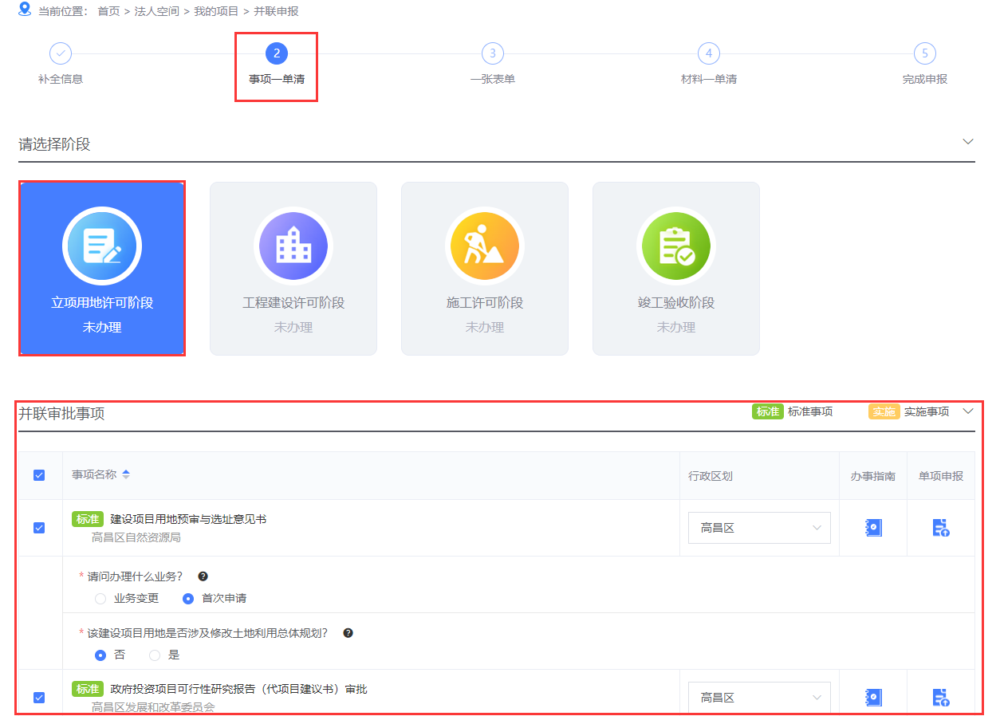 当前位置： 首页 > 法人空间 > 我的项目 > 并联申报
2 3 4 5
补全信息 事项一单清 一张表单 材料一单清 完成申报
请选择阶段
立项用地许可阶段 工程建设许可阶段 施工许可阶段 竣工验收阶段
未办理 未办理 未办理 未办理
并联审批事项 标准 标准事项 实施 实施事项
事项名称 行政区划 办事指南 单项申报
标准 建设项目用地预审与选址意见书
高昌区自然资源局
高昌区
* 请问办理什么业务？ ?
业务变更 首次申请
* 该建设项目用地是否涉及修改土地利用总体规划？ ?
否 是
标准 政府投资项目可行性研究报告（代项目建议书）审批
高昌区发展和改革委员会
高昌区